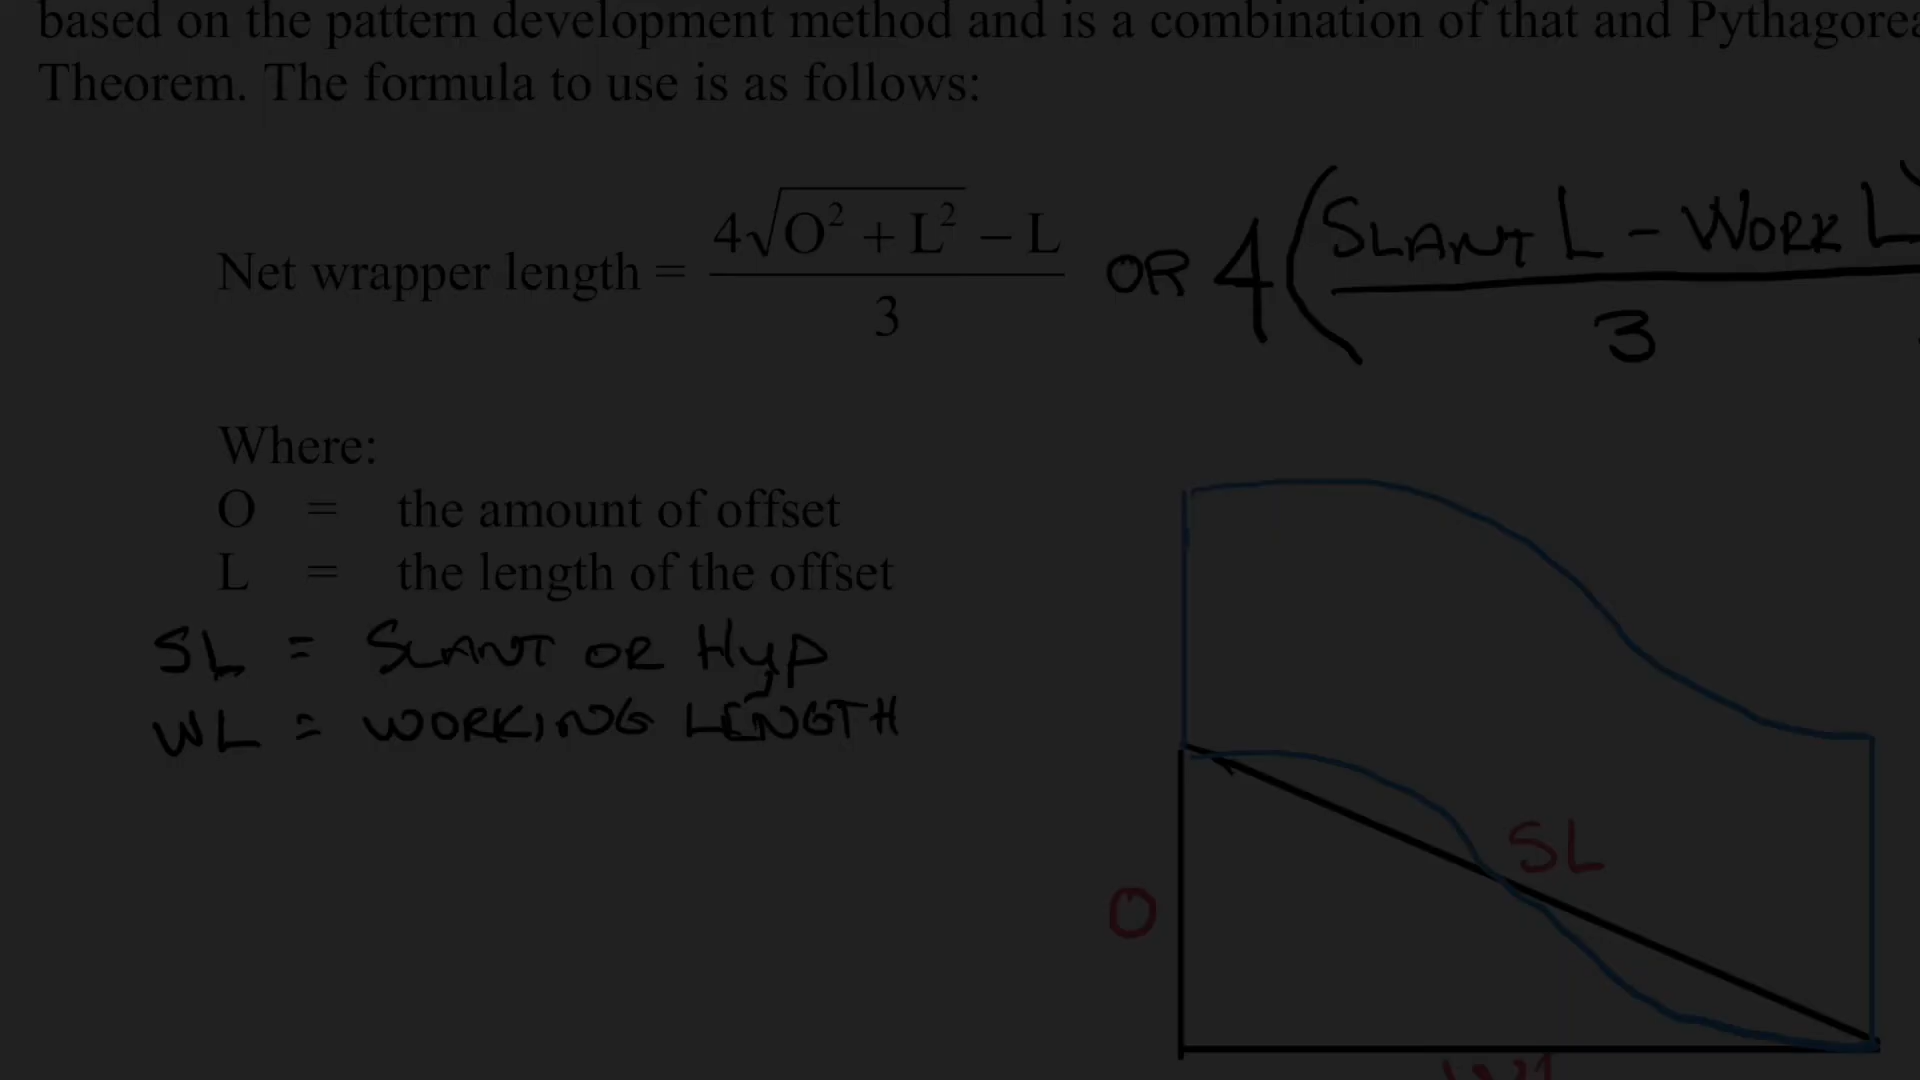 based on the pattern development method and is a combination of that and
Theorem. The formula to use is as follows:
Net wrapper length = 4√O² + L² – L / 3 OR 4(SLANT L - WORK L / 3
Where:
O = the amount of offset
L = the length of the offset
SL = SLANT OR Hyp
WL = WORKING LENGTH
SL
O